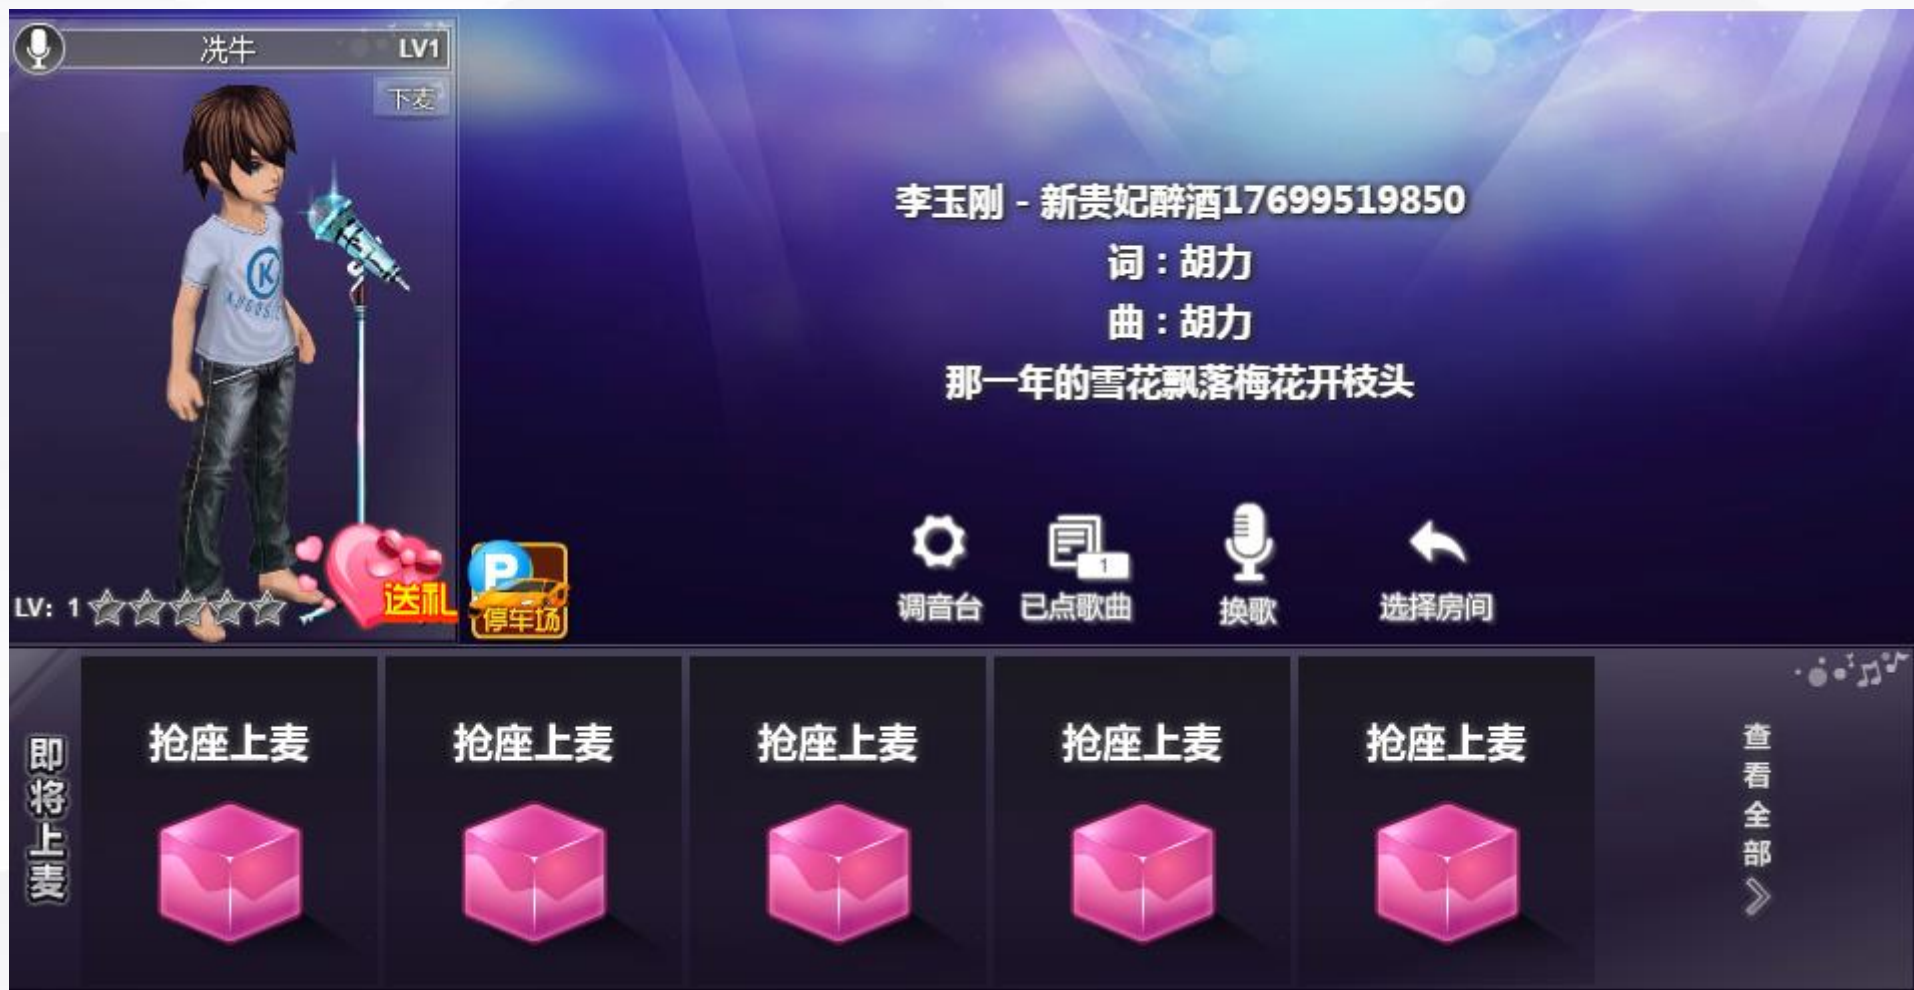 冼牛 LV1
下麦
李玉刚 - 新贵妃醉酒17699519850
词：胡力
曲：胡力
那一年的雪花飘落梅花开枝头
K
LV: 1
送礼
P
停车场
调音台
1
已点歌曲
换歌
选择房间
即将上麦
抢座上麦
抢座上麦
抢座上麦
抢座上麦
抢座上麦
查看全部